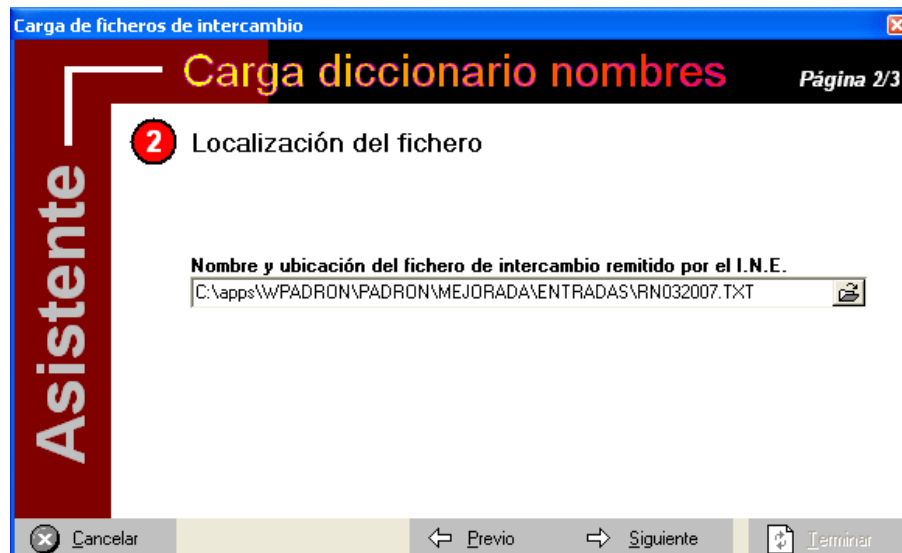 Carga de ficheros de intercambio
Carga diccionario nombres
Página 2/3
Asistente
2 Localización del fichero
Nombre y ubicación del fichero de intercambio remitido por el I.N.E.
C:\apps\WPADRON\PADRON\MEJORADA\ENTRADAS\RN032007.TXT
Cancelar
Previo
Siguiente
Terminar